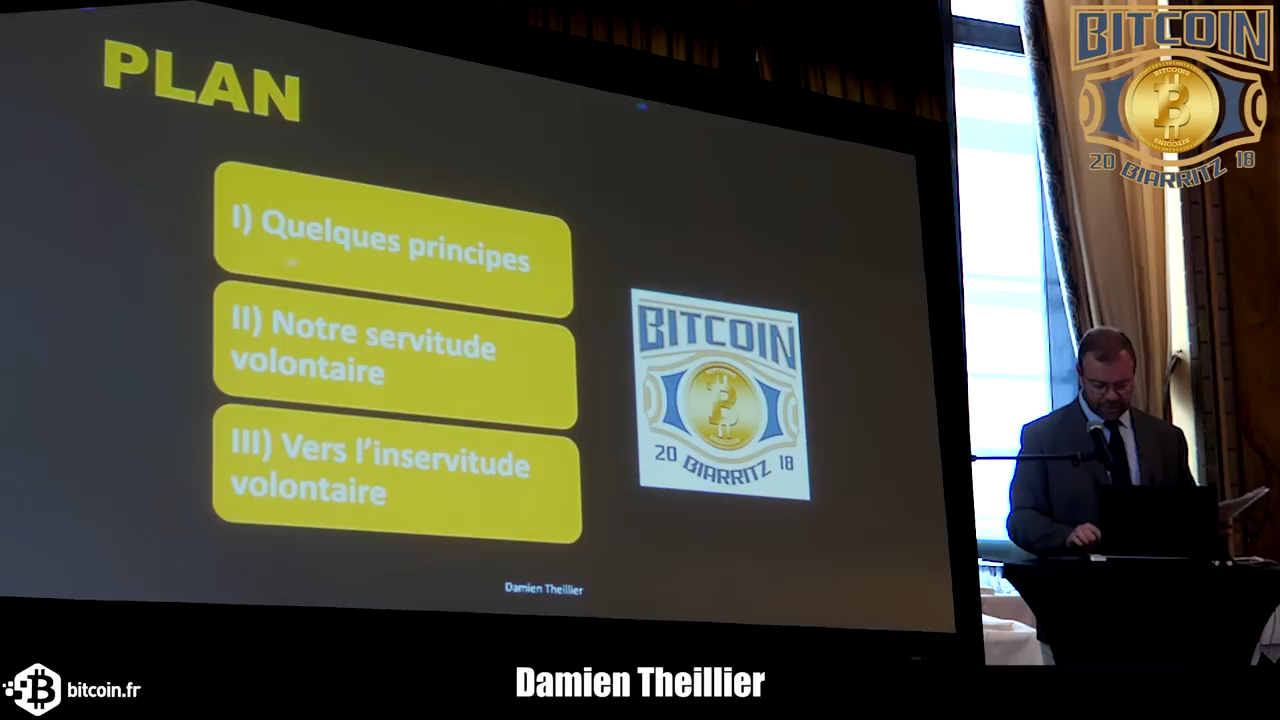 PLAN
I) Quelques principes
II) Notre servitude
volontaire
III) Vers l'inservitude
volontaire
BITCOIN
20 BIARRITZ 18
Damien Theillier
BITCOIN
BITCOINS
20 BIARRITZ 18
bitcoin.fr
Damien Theillier